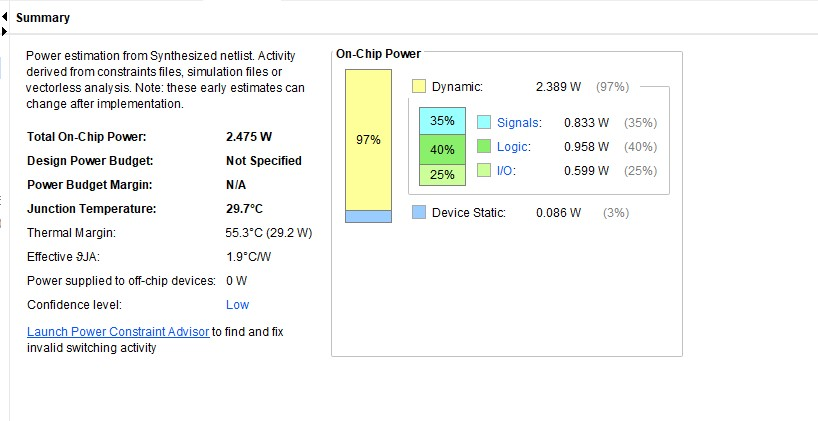 Summary
Power estimation from Synthesized netlist. Activity
derived from constraints files, simulation files or
vectorless analysis. Note: these early estimates can
change after implementation.
Total On-Chip Power: 2.475 W
Design Power Budget: Not Specified
Power Budget Margin: N/A
Junction Temperature: 29.7°C
Thermal Margin: 55.3°C (29.2 W)
Effective ϑJA: 1.9°C/W
Power supplied to off-chip devices: 0 W
Confidence level: Low
Launch Power Constraint Advisor to find and fix
invalid switching activity
On-Chip Power
97%
Dynamic: 2.389 W (97%)
35%
40%
25%
Signals: 0.833 W (35%)
Logic: 0.958 W (40%)
I/O: 0.599 W (25%)
Device Static: 0.086 W (3%)